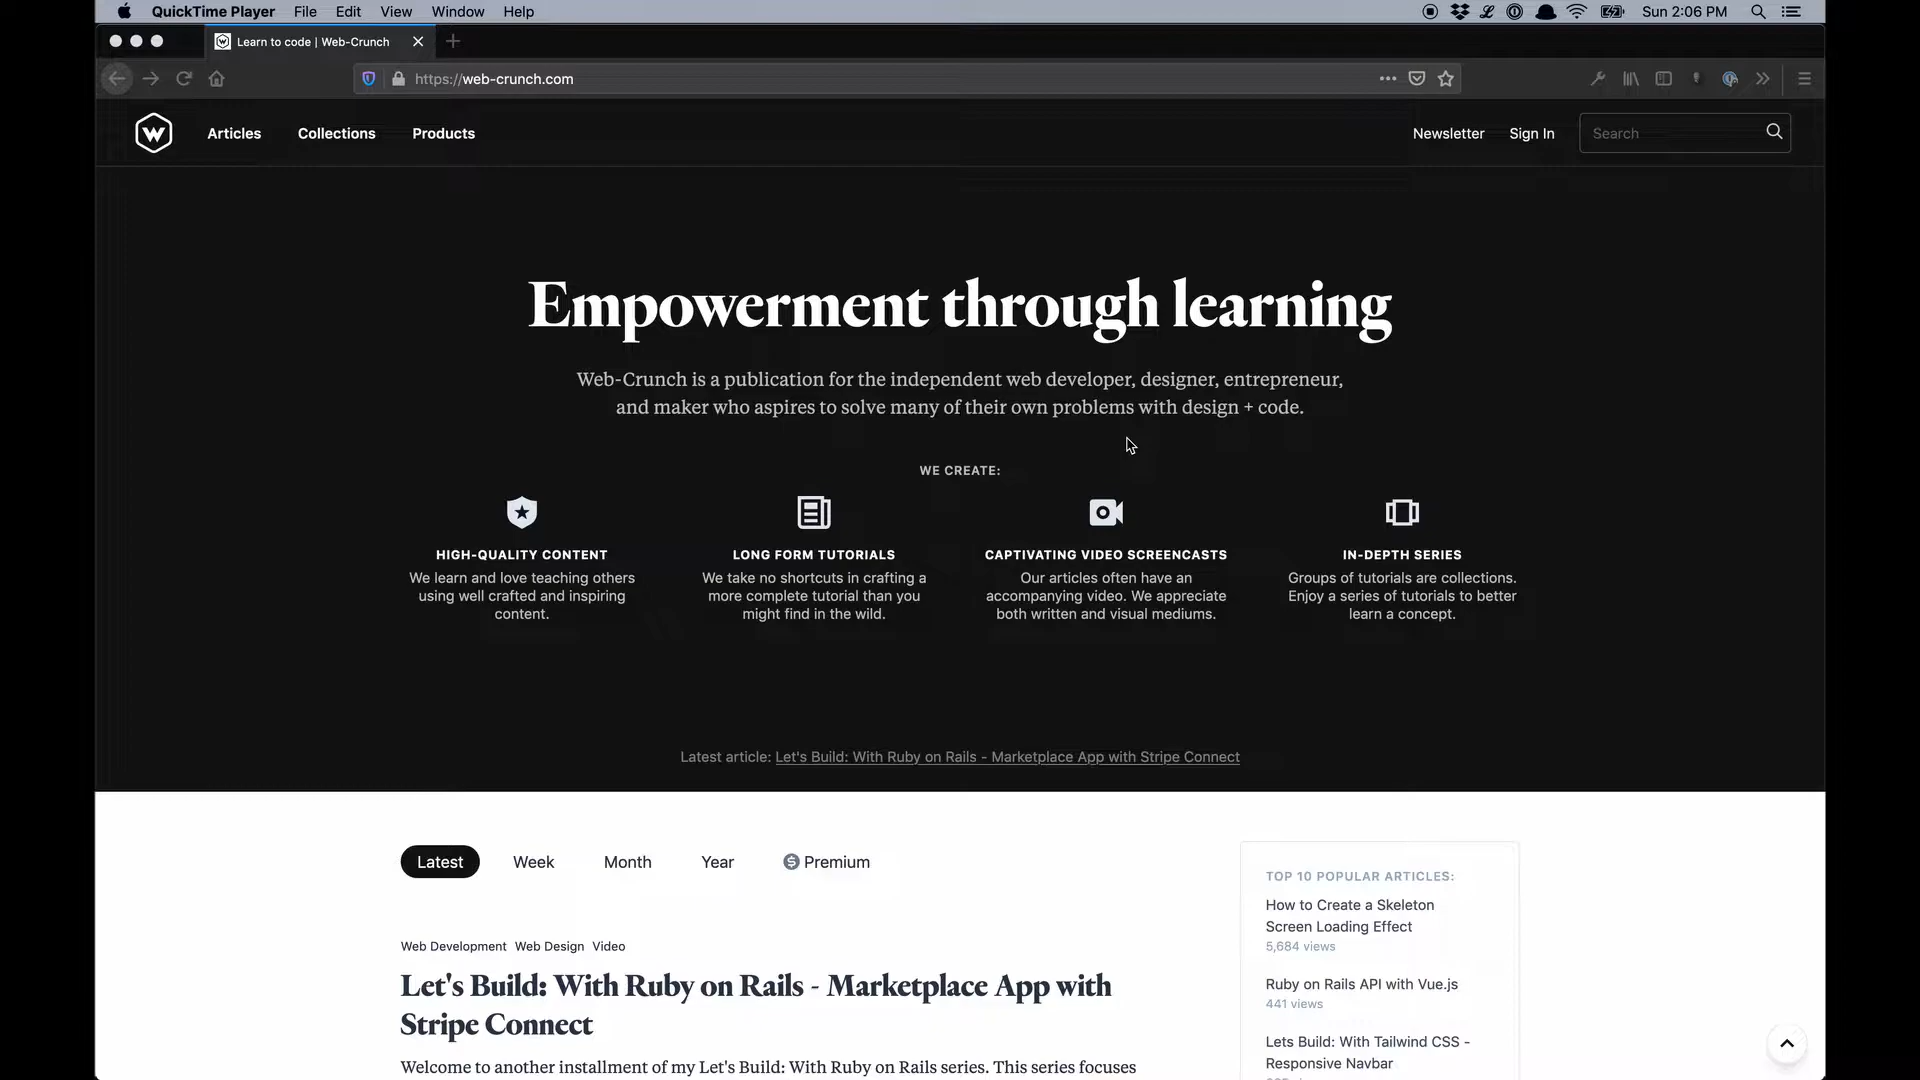 QuickTime Player File Edit View Window Help Sun 2:06 PM
Learn to code | Web-Crunch
https://web-crunch.com
W Articles Collections Products Newsletter Sign In Search
Empowerment through learning
Web-Crunch is a publication for the independent web developer, designer, entrepreneur,
and maker who aspires to solve many of their own problems with design + code.
WE CREATE:
HIGH-QUALITY CONTENT
We learn and love teaching others
using well crafted and inspiring
content.
LONG FORM TUTORIALS
We take no shortcuts in crafting a
more complete tutorial than you
might find in the wild.
CAPTIVATING VIDEO SCREENCASTS
Our articles often have an
accompanying video. We appreciate
both written and visual mediums.
IN-DEPTH SERIES
Groups of tutorials are collections.
Enjoy a series of tutorials to better
learn a concept.
Latest article: Let's Build: With Ruby on Rails - Marketplace App with Stripe Connect
Latest Week Month Year Premium
Web Development Web Design Video
Let's Build: With Ruby on Rails - Marketplace App with
Stripe Connect
Welcome to another installment of my Let's Build: With Ruby on Rails series. This series focuses
TOP 10 POPULAR ARTICLES:
How to Create a Skeleton
Screen Loading Effect
5,684 views
Ruby on Rails API with Vue.js
441 views
Lets Build: With Tailwind CSS -
Responsive Navbar